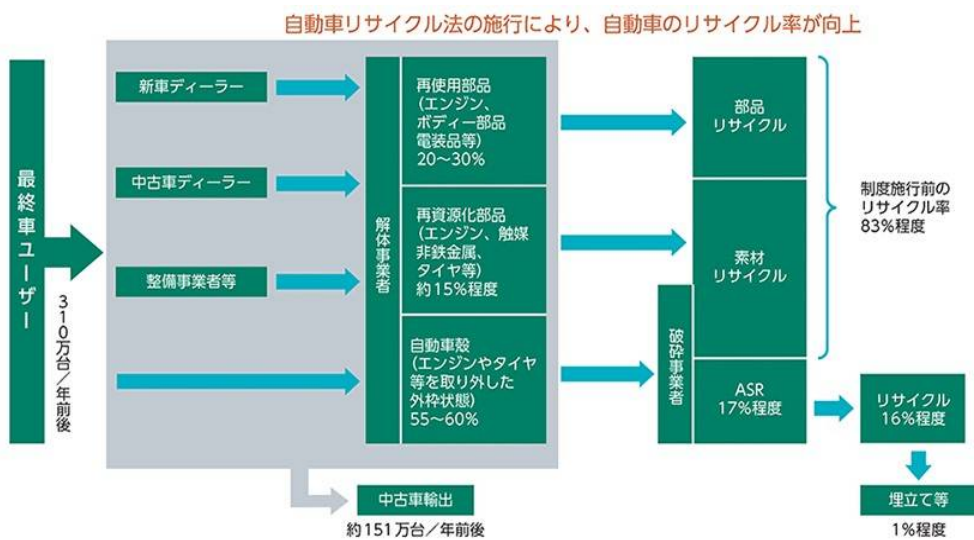 自動車リサイクル法の施行により、自動車のリサイクル率が向上
最終車ユーザー
310万台/年前後
新車ディーラー
中古車ディーラー
整備事業者等
解体事業者
再使用部品
(エンジン、
ボディー部品
電装品等)
20〜30%
再資源化部品
(エンジン、触媒
非鉄金属、
タイヤ等)
約15%程度
自動車殻
(エンジンやタイヤ
等を取り外した
外枠状態)
55〜60%
部品
リサイクル
素材
リサイクル
破砕事業者
ASR
17%程度
制度施行前の
リサイクル率
83%程度
リサイクル
16%程度
埋立て等
1%程度
中古車輸出
約151万台/年前後